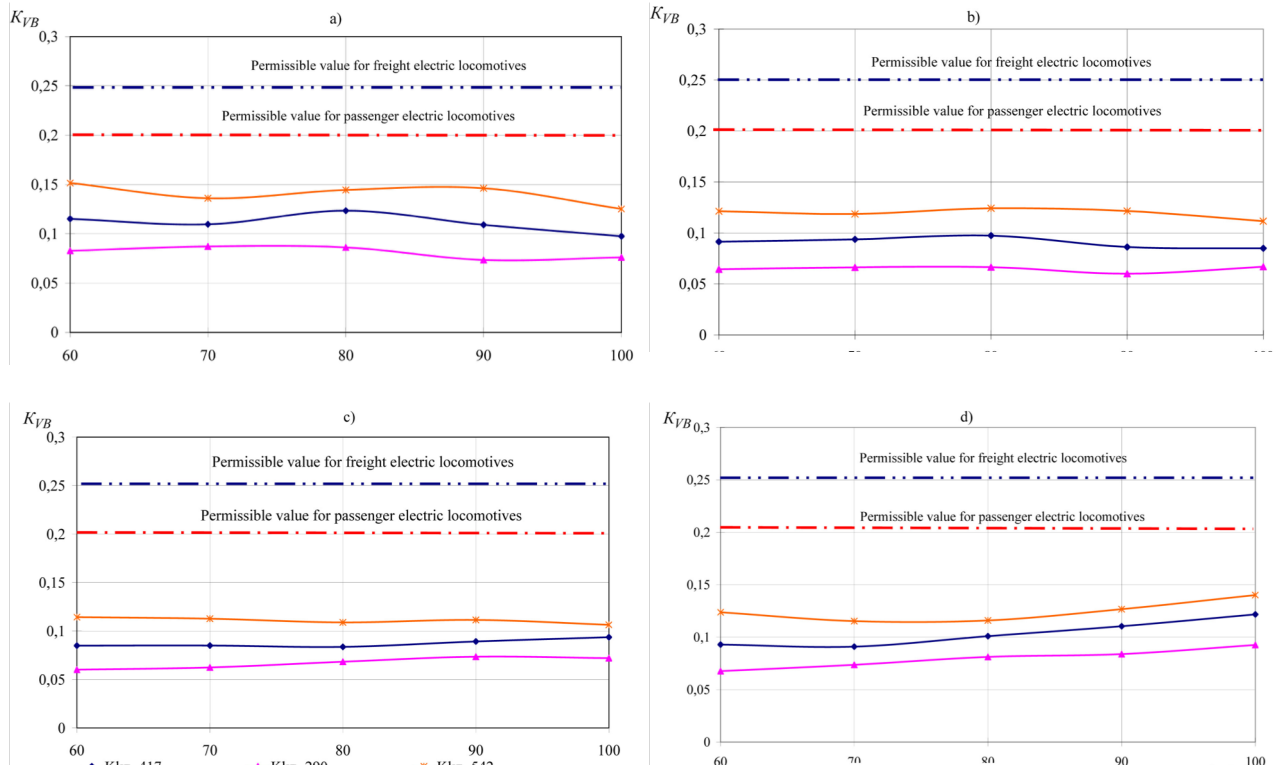 K_VB
a)
0,3
Permissible value for freight electric locomotives
0,25
Permissible value for passenger electric locomotives
0,2
0,15
0,1
0,05
0
60 70 80 90 100
K_VB
b)
0,3
Permissible value for freight electric locomotives
0,25
Permissible value for passenger electric locomotives
0,2
0,15
0,1
0,05
0
K_VB
c)
0,3
Permissible value for freight electric locomotives
0,25
Permissible value for passenger electric locomotives
0,2
0,15
0,1
0,05
0
60 70 80 90 100
K_VB
d)
0,3
Permissible value for freight electric locomotives
0,25
Permissible value for passenger electric locomotives
0,2
0,15
0,1
0,05
0
60 70 80 90 100